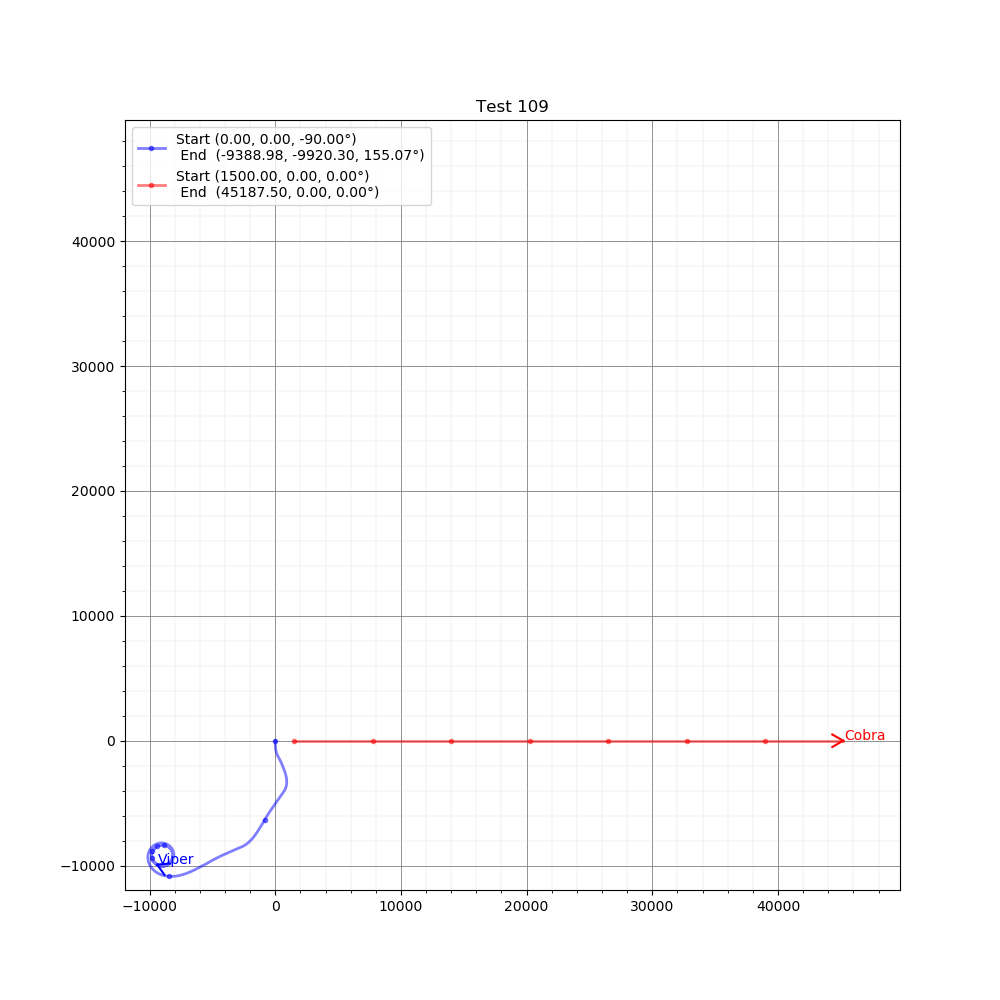 Test 109
Start (0.00, 0.00, -90.00°)
End (-9388.98, -9920.30, 155.07°)
Start (1500.00, 0.00, 0.00°)
End (45187.50, 0.00, 0.00°)
40000
30000
20000
10000
0
Cobra
Viper
−10000
−10000
0
10000
20000
30000
40000